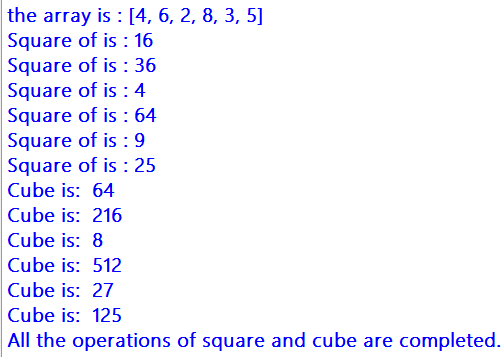 the array is : [4, 6, 2, 8, 3, 5]
Square of is : 16
Square of is : 36
Square of is : 4
Square of is : 64
Square of is : 9
Square of is : 25
Cube is:  64
Cube is:  216
Cube is:  8
Cube is:  512
Cube is:  27
Cube is:  125
All the operations of square and cube are completed.